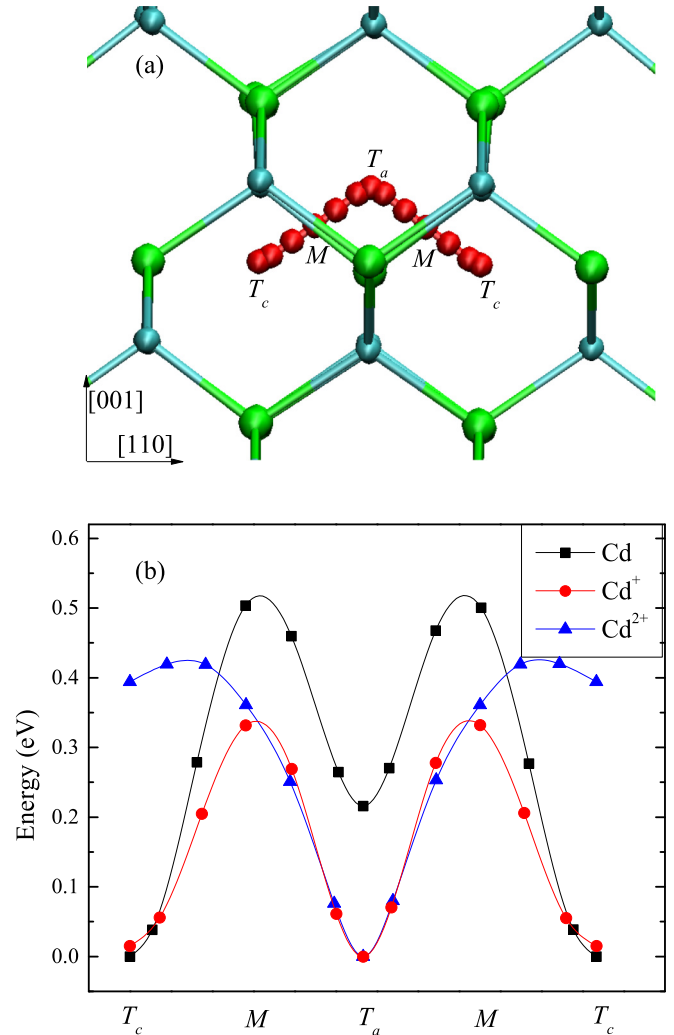 (a)
T_a
M M
T_c T_c
[001]
[110]
(b)
Cd
Cd⁺
Cd²⁺
Energy (eV)
0.6
0.5
0.4
0.3
0.2
0.1
0.0
T_c M T_a M T_c